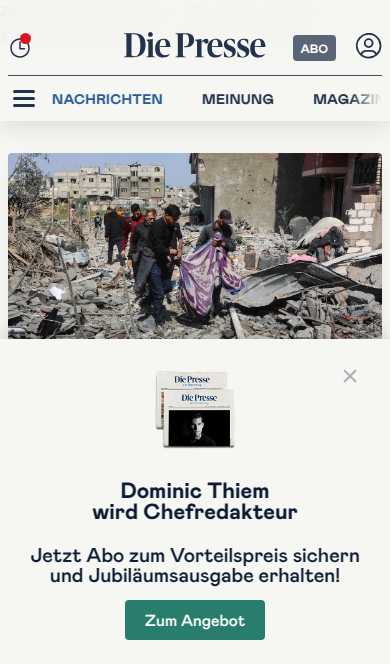 Die Presse
ABO
NACHRICHTEN
MEINUNG
MAGAZIN
Die Presse
Die Presse
Dominic Thiem
wird Chefredakteur
Jetzt Abo zum Vorteilspreis sichern
und Jubiläumsausgabe erhalten!
Zum Angebot